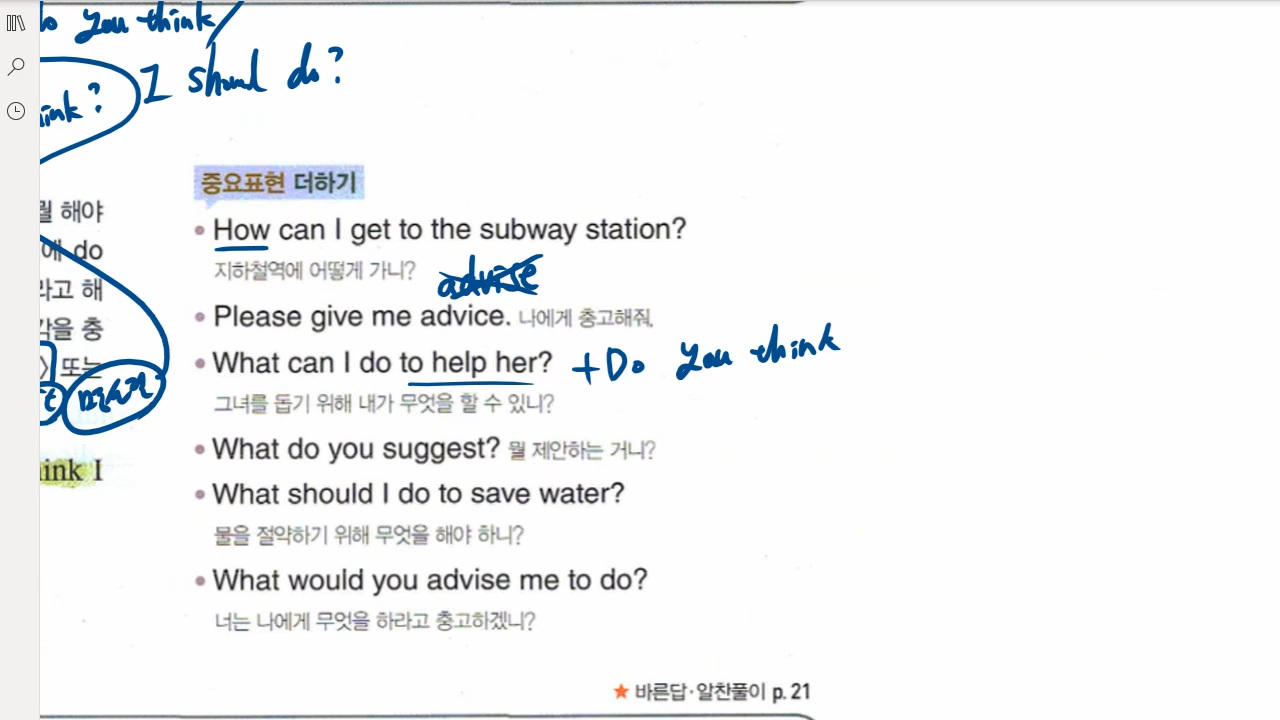 do you think
ink? I should do?
중요표현 더하기
뭘 해야
• How can I get to the subway station?
에 do
지하철역에 어떻게 가니? advise
라고 해
• Please give me advice. 나에게 충고해줘.
각을 충
• What can I do to help her? + Do you think
또는
그녀를 돕기 위해 내가 무엇을 할 수 있니?
• What do you suggest? 뭘 제안하는 거니?
ink I
• What should I do to save water?
물을 절약하기 위해 무엇을 해야 하니?
• What would you advise me to do?
너는 나에게 무엇을 하라고 충고하겠니?
★ 바른답·알찬풀이 p. 21